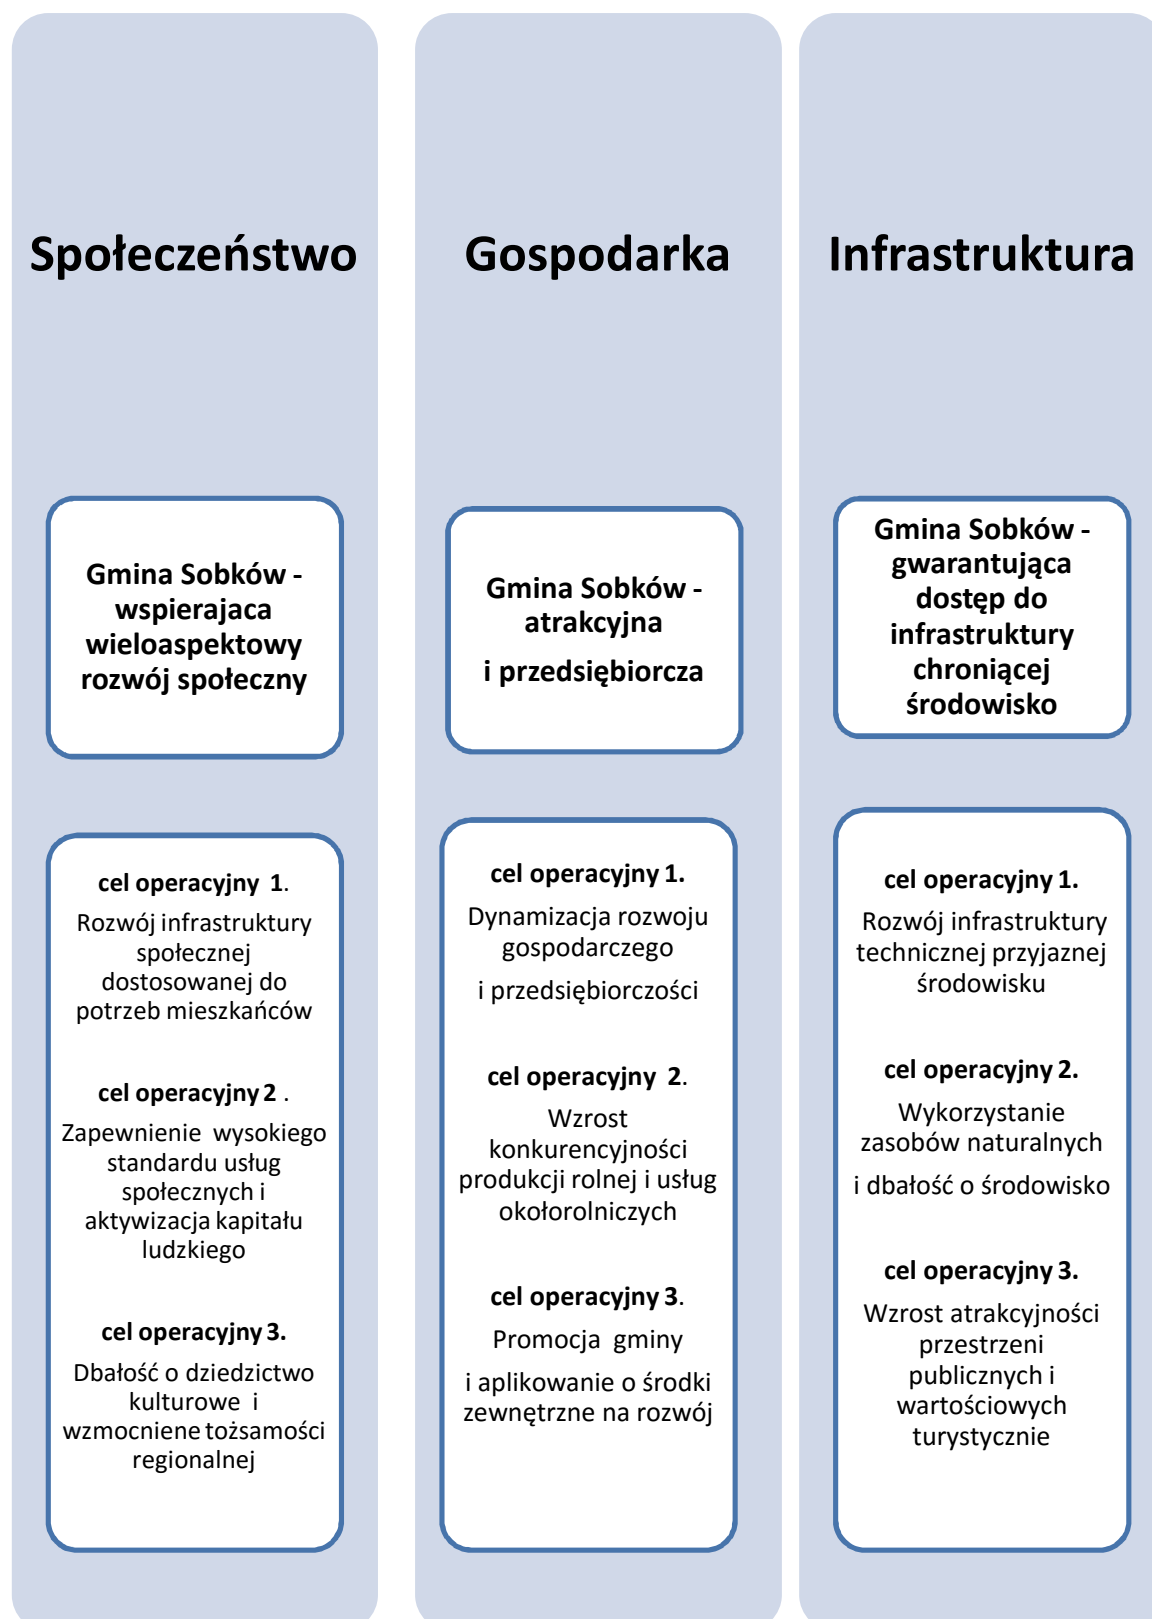 Społeczeństwo
Gmina Sobków -
wspierajaca
wieloaspektowy
rozwój społeczny
cel operacyjny 1.
Rozwój infrastruktury
społecznej
dostosowanej do
potrzeb mieszkańców
cel operacyjny 2 .
Zapewnienie wysokiego
standardu usług
społecznych i
aktywizacja kapitału
ludzkiego
cel operacyjny 3.
Dbałość o dziedzictwo
kulturowe i
wzmocniene tożsamości
regionalnej
Gospodarka
Gmina Sobków -
atrakcyjna
i przedsiębiorcza
cel operacyjny 1.
Dynamizacja rozwoju
gospodarczego
i przedsiębiorczości
cel operacyjny 2.
Wzrost
konkurencyjności
produkcji rolnej i usług
okołorolniczych
cel operacyjny 3.
Promocja gminy
i aplikowanie o środki
zewnętrzne na rozwój
Infrastruktura
Gmina Sobków -
gwarantująca
dostęp do
infrastruktury
chroniącej
środowisko
cel operacyjny 1.
Rozwój infrastruktury
technicznej przyjaznej
środowisku
cel operacyjny 2.
Wykorzystanie
zasobów naturalnych
i dbałość o środowisko
cel operacyjny 3.
Wzrost atrakcyjności
przestrzeni
publicznych i
wartościowych
turystycznie